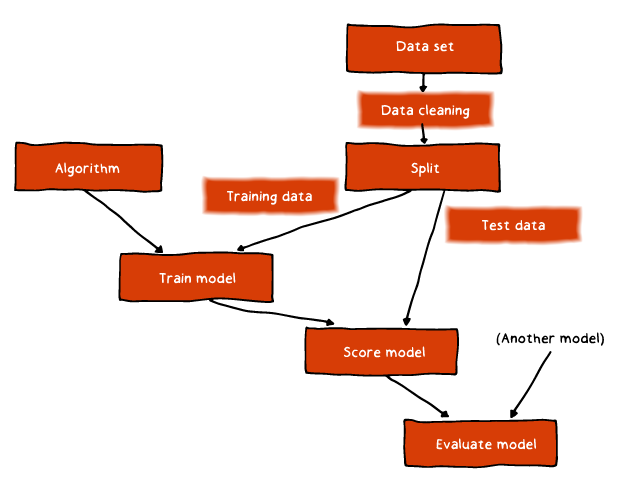 Data set
Data cleaning
Algorithm
Split
Training data
Test data
Train model
(Another model)
Score model
Evaluate model